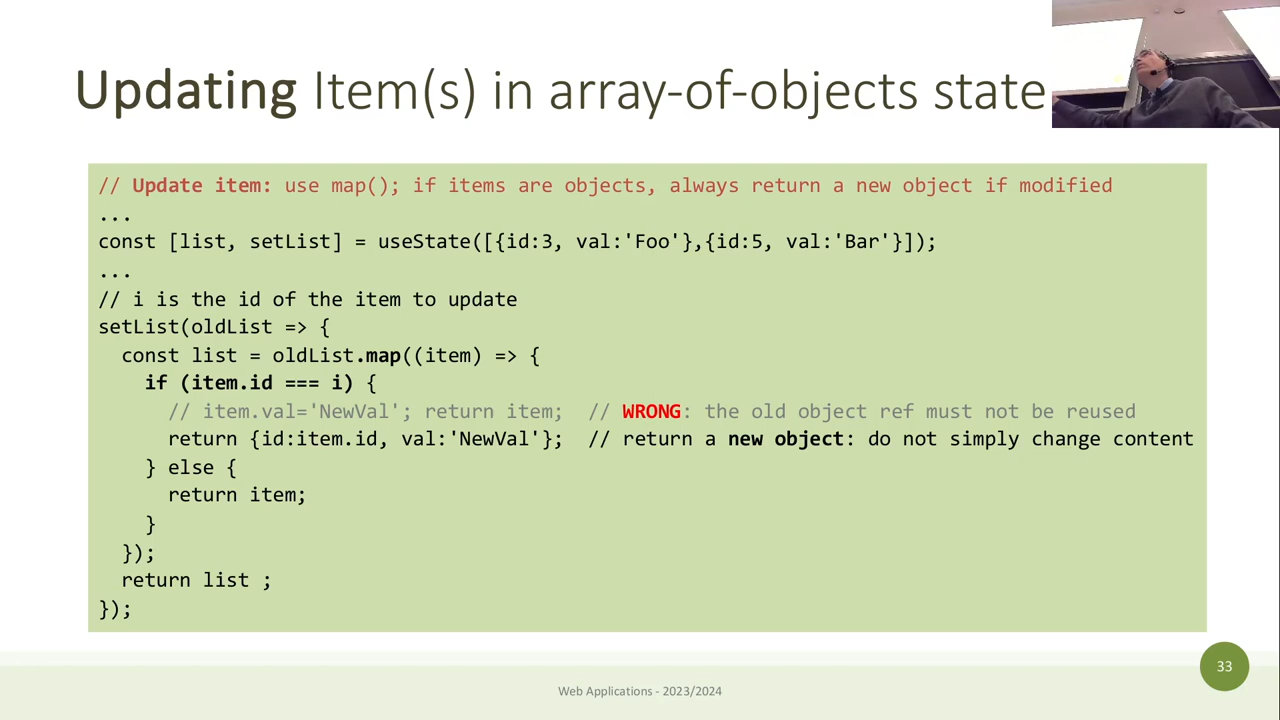 Updating Item(s) in array-of-objects state
// Update item: use map(); if items are objects, always return a new object if modified
...
const [list, setList] = useState([{id:3, val:'Foo'},{id:5, val:'Bar'}]);
...
// i is the id of the item to update
setList(oldList => {
  const list = oldList.map((item) => {
    if (item.id === i) {
      // item.val='NewVal'; return item;  // WRONG: the old object ref must not be reused
      return {id:item.id, val:'NewVal'};  // return a new object: do not simply change content
    } else {
      return item;
    }
  });
  return list ;
});
33
Web Applications - 2023/2024